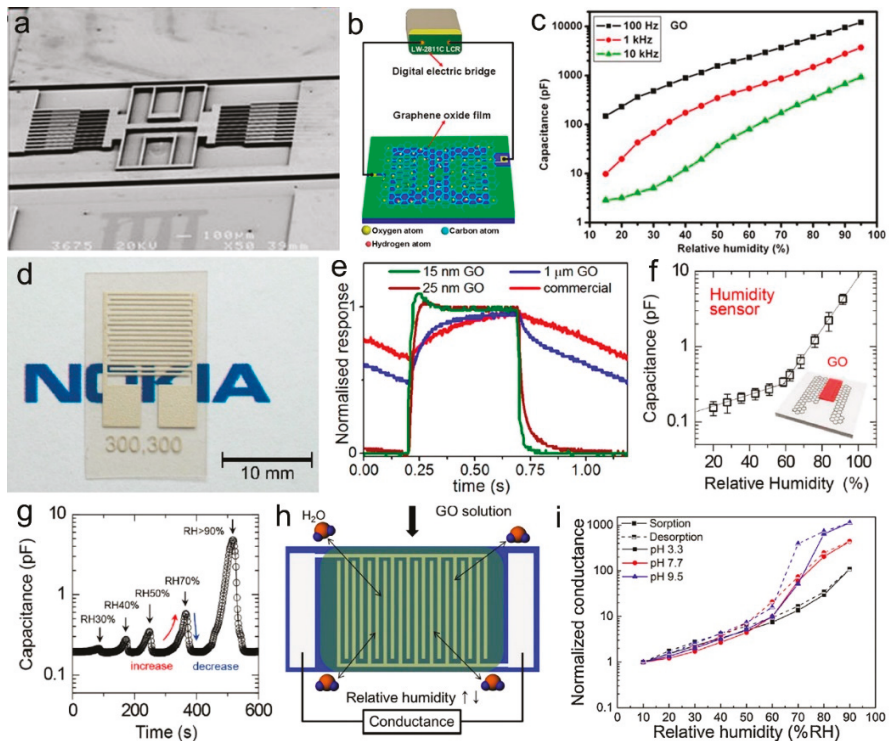 a
3675 20KV 100μm X50 39mm
b
LW-2811C LCR
Digital electric bridge
Graphene oxide film
Oxygen atom
Carbon atom
Hydrogen atom
c
Capacitance (pF)
10000
1000
100
10
1
100 Hz
1 kHz
10 kHz
GO
10 20 30 40 50 60 70 80 90 100
Relative humidity (%)
d
NOKIA
300,300
10 mm
e
Normalised response
1
0
15 nm GO
25 nm GO
1 μm GO
commercial
0.00 0.25 0.50 0.75 1.00
time (s)
f
Capacitance (pF)
10
1
0.1
Humidity
sensor
GO
20 40 60 80 100
Relative Humidity (%)
g
Capacitance (pF)
10
1
0.1
RH30%
RH40%
RH50%
RH70%
RH>90%
increase
decrease
0 200 400 600
Time (s)
h
H₂O
GO solution
Relative humidity ↑↓
Conductance
i
Normalized conductance
1000
100
10
1
0.1
Sorption
Desorption
pH 3.3
pH 7.7
pH 9.5
0 10 20 30 40 50 60 70 80 90 100
Relative humidity (%RH)